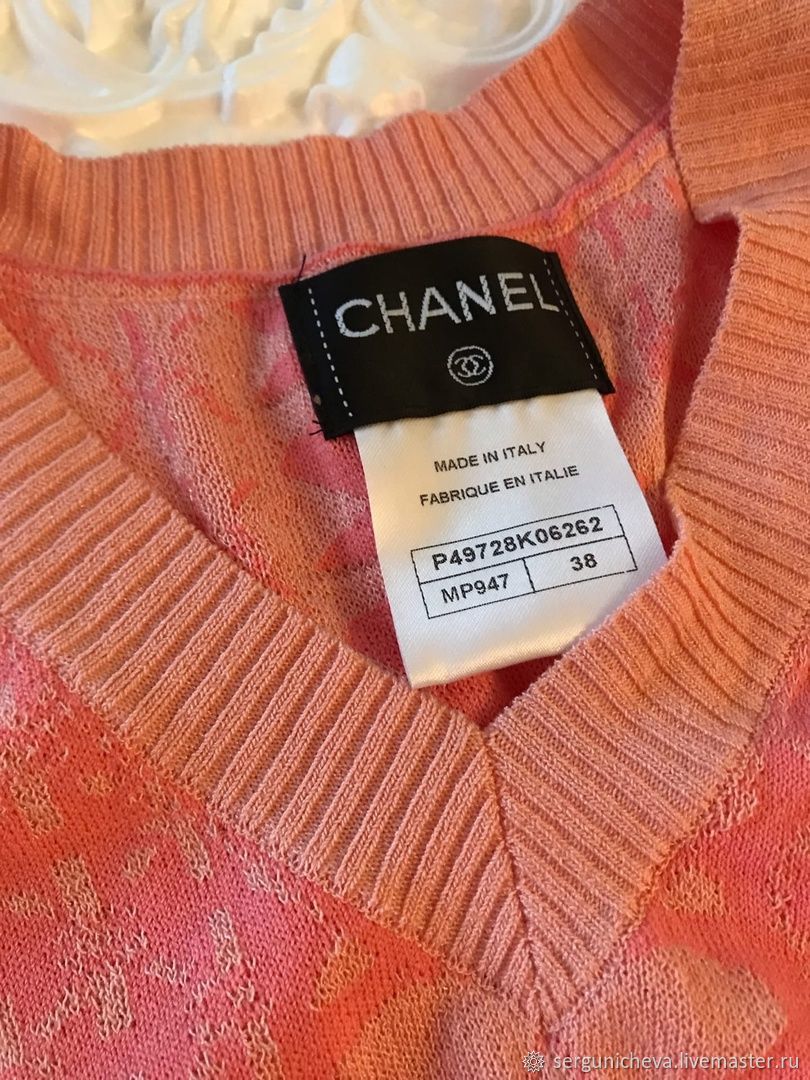 CHANEL
MADE IN ITALY
FABRIQUE EN ITALIE
P49728K06262
MP947 38
sergunicheva.livemaster.ru